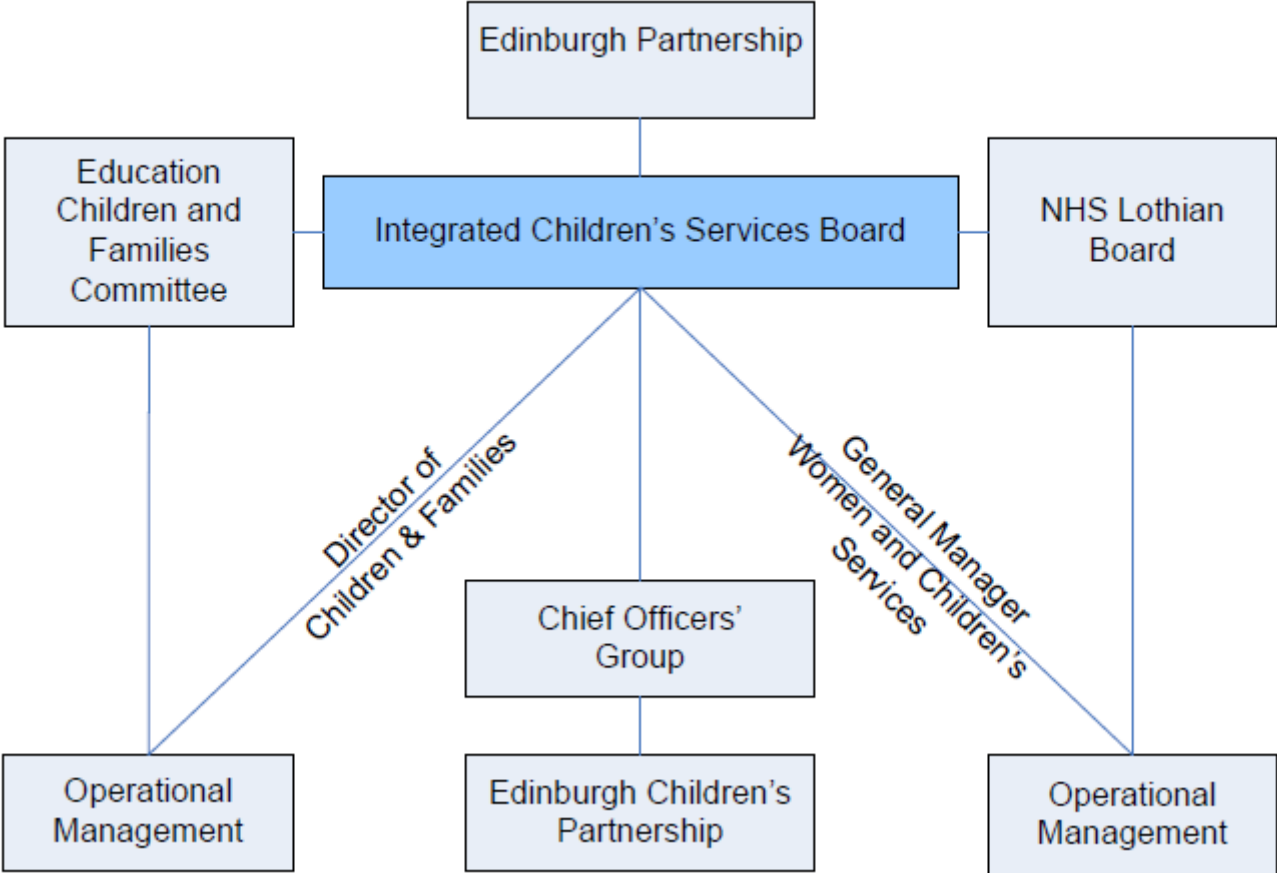 Edinburgh Partnership
Education
Children and
Families
Committee
Integrated Children's Services Board
NHS Lothian
Board
Director of
Children & Families
General Manager
Women and Children's
Services
Chief Officers'
Group
Operational
Management
Edinburgh Children's
Partnership
Operational
Management